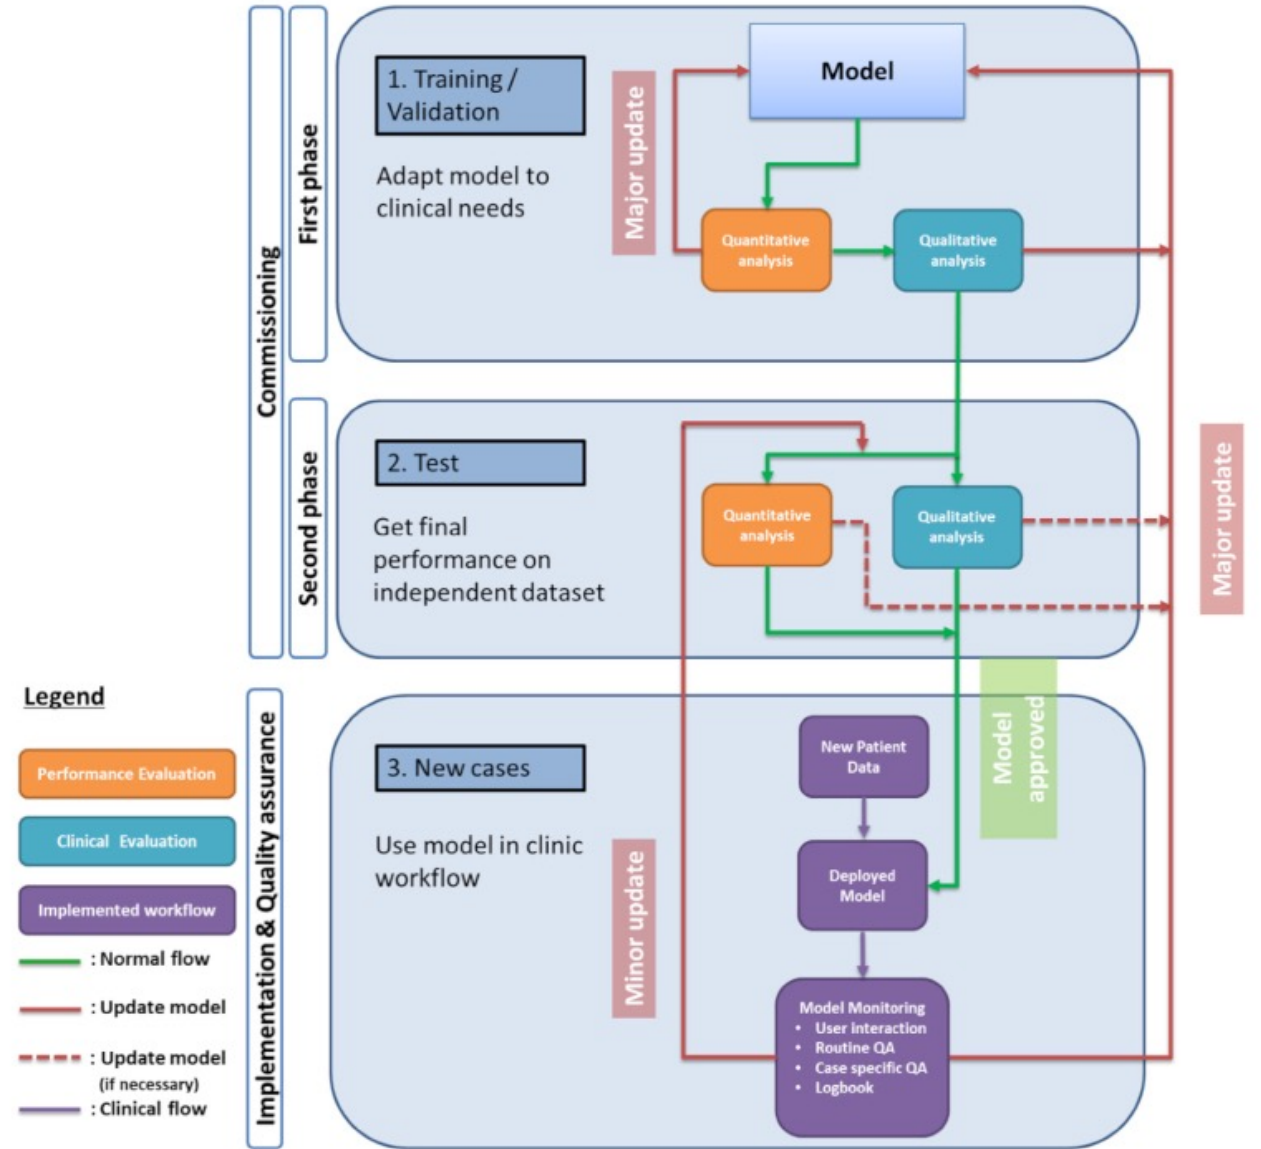 Commissioning
First phase
1. Training /
Validation
Adapt model to
clinical needs
Major update
Model
Quantitative
analysis
Qualitative
analysis
Second phase
2. Test
Get final
performance on
independent dataset
Quantitative
analysis
Qualitative
analysis
Major update
Model
approved
Legend
Performance Evaluation
Clinical Evaluation
Implemented workflow
: Normal flow
: Update model
: Update model
(if necessary)
: Clinical flow
Implementation & Quality assurance
3. New cases
Use model in clinic
workflow
Minor update
New Patient
Data
Deployed
Model
Model Monitoring
• User interaction
• Routine QA
• Case specific QA
• Logbook